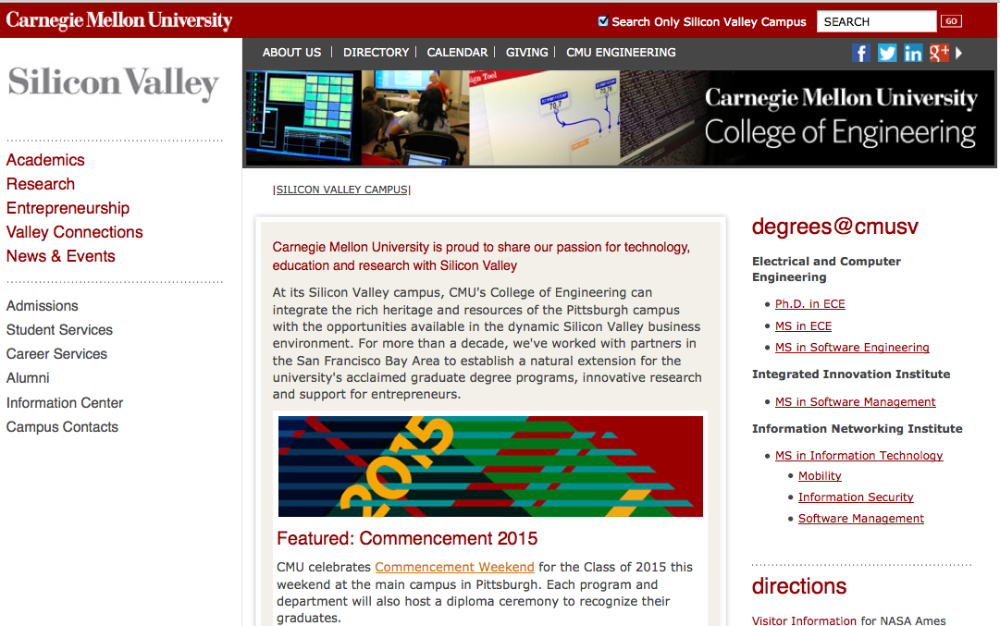 Carnegie Mellon University
Search Only Silicon Valley Campus
SEARCH
GO
Silicon Valley
ABOUT US | DIRECTORY | CALENDAR | GIVING | CMU ENGINEERING
Carnegie Mellon University
College of Engineering
Academics
Research
Entrepreneurship
Valley Connections
News & Events
Admissions
Student Services
Career Services
Alumni
Information Center
Campus Contacts
|SILICON VALLEY CAMPUS|
Carnegie Mellon University is proud to share our passion for technology,
education and research with Silicon Valley
At its Silicon Valley campus, CMU's College of Engineering can
integrate the rich heritage and resources of the Pittsburgh campus
with the opportunities available in the dynamic Silicon Valley business
environment. For more than a decade, we've worked with partners in
the San Francisco Bay Area to establish a natural extension for the
university's acclaimed graduate degree programs, innovative research
and support for entrepreneurs.
2015
Featured: Commencement 2015
CMU celebrates Commencement Weekend for the Class of 2015 this
weekend at the main campus in Pittsburgh. Each program and
department will also host a diploma ceremony to recognize their
graduates.
degrees@cmusv
Electrical and Computer
Engineering
Ph.D. in ECE
MS in ECE
MS in Software Engineering
Integrated Innovation Institute
MS in Software Management
Information Networking Institute
MS in Information Technology
Mobility
Information Security
Software Management
directions
Visitor Information for NASA Ames